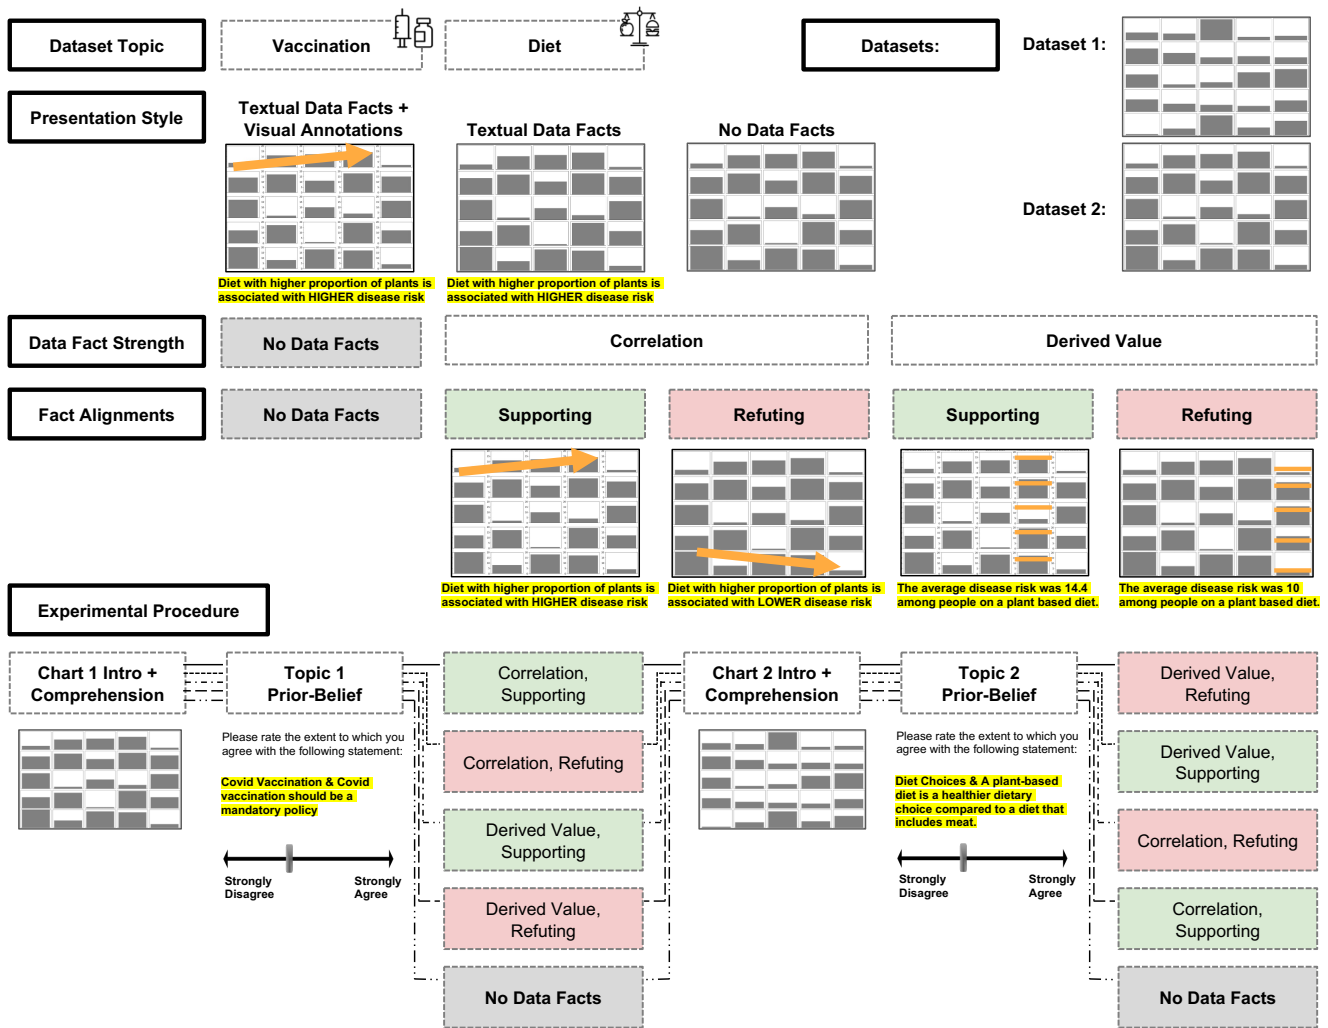 Dataset Topic
Vaccination
Diet
Datasets:
Dataset 1:
Presentation Style
Textual Data Facts +
Visual Annotations
Textual Data Facts
No Data Facts
Dataset 2:
Diet with higher proportion of plants is
associated with HIGHER disease risk
Diet with higher proportion of plants is
associated with HIGHER disease risk
Data Fact Strength
No Data Facts
Correlation
Derived Value
Fact Alignments
No Data Facts
Supporting
Refuting
Supporting
Refuting
Diet with higher proportion of plants is
associated with HIGHER disease risk
Diet with higher proportion of plants is
associated with LOWER disease risk
The average disease risk was 14.4
among people on a plant based diet.
The average disease risk was 10
among people on a plant based diet.
Experimental Procedure
Chart 1 Intro +
Comprehension
Topic 1
Prior-Belief
Correlation,
Supporting
Chart 2 Intro +
Comprehension
Topic 2
Prior-Belief
Derived Value,
Refuting
Please rate the extent to which you
agree with the following statement:
Covid Vaccination & Covid
vaccination should be a
mandatory policy
Strongly
Disagree
Strongly
Agree
Correlation, Refuting
Derived Value,
Supporting
Derived Value,
Refuting
No Data Facts
Please rate the extent to which you
agree with the following statement:
Diet Choices & A plant-based
diet is a healthier dietary
choice compared to a diet that
includes meat.
Strongly
Disagree
Strongly
Agree
Derived Value,
Supporting
Correlation, Refuting
Correlation,
Supporting
No Data Facts